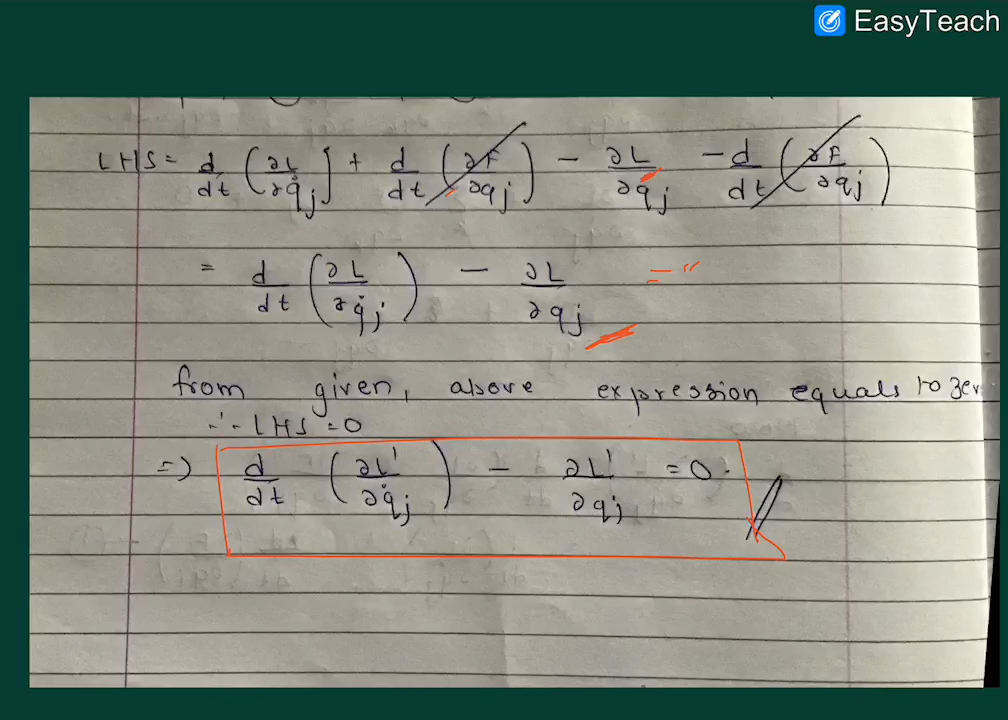 EasyTeach
LHS = d/dt (∂L/∂q̇j) + d/dt (∂F/∂qj) − ∂L/∂qj − d/dt (∂F/∂qj)
= d/dt (∂L/∂q̇j) − ∂L/∂qj =
from given, above expression equals to zer
∴ LHS = 0
=> d/dt (∂L'/∂q̇j) − ∂L'/∂qj = 0.